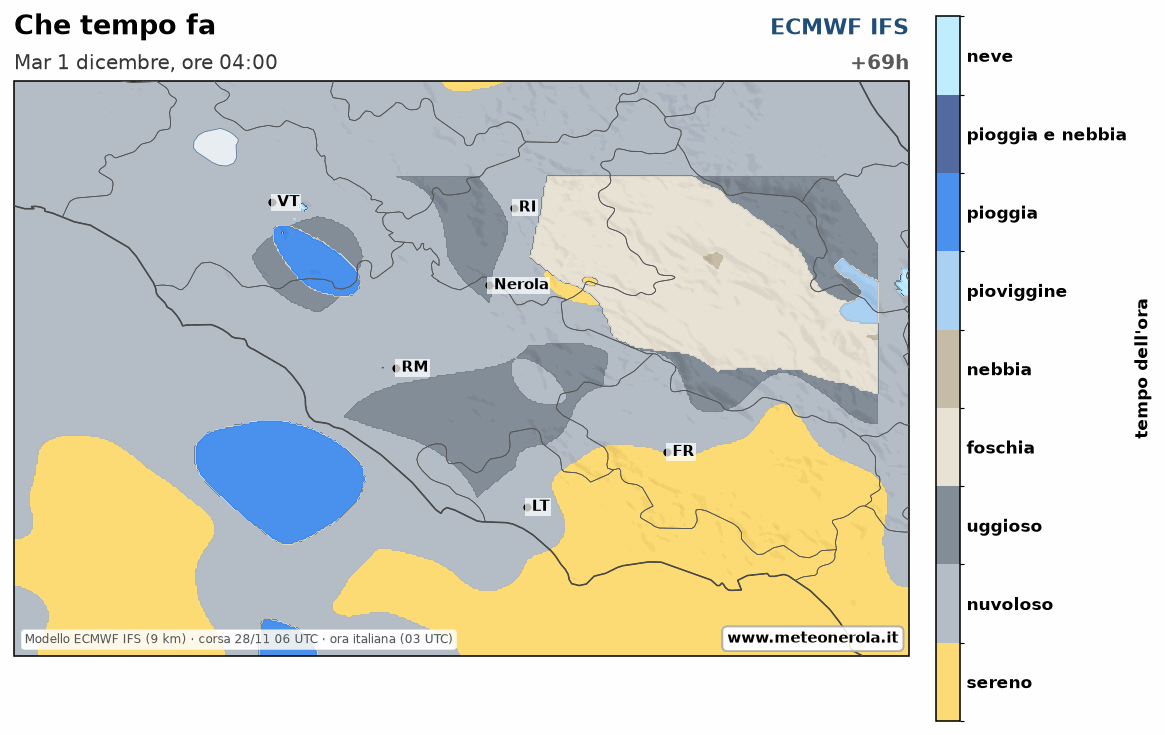 Che tempo fa
ECMWF IFS
Mar 1 dicembre, ore 04:00
+69h
VT
RI
Nerola
RM
FR
LT
Modello ECMWF IFS (9 km) · corsa 28/11 06 UTC · ora italiana (03 UTC)
www.meteonerola.it
neve
pioggia e nebbia
pioggia
pioviggine
nebbia
foschia
uggioso
nuvoloso
sereno
tempo dell'ora